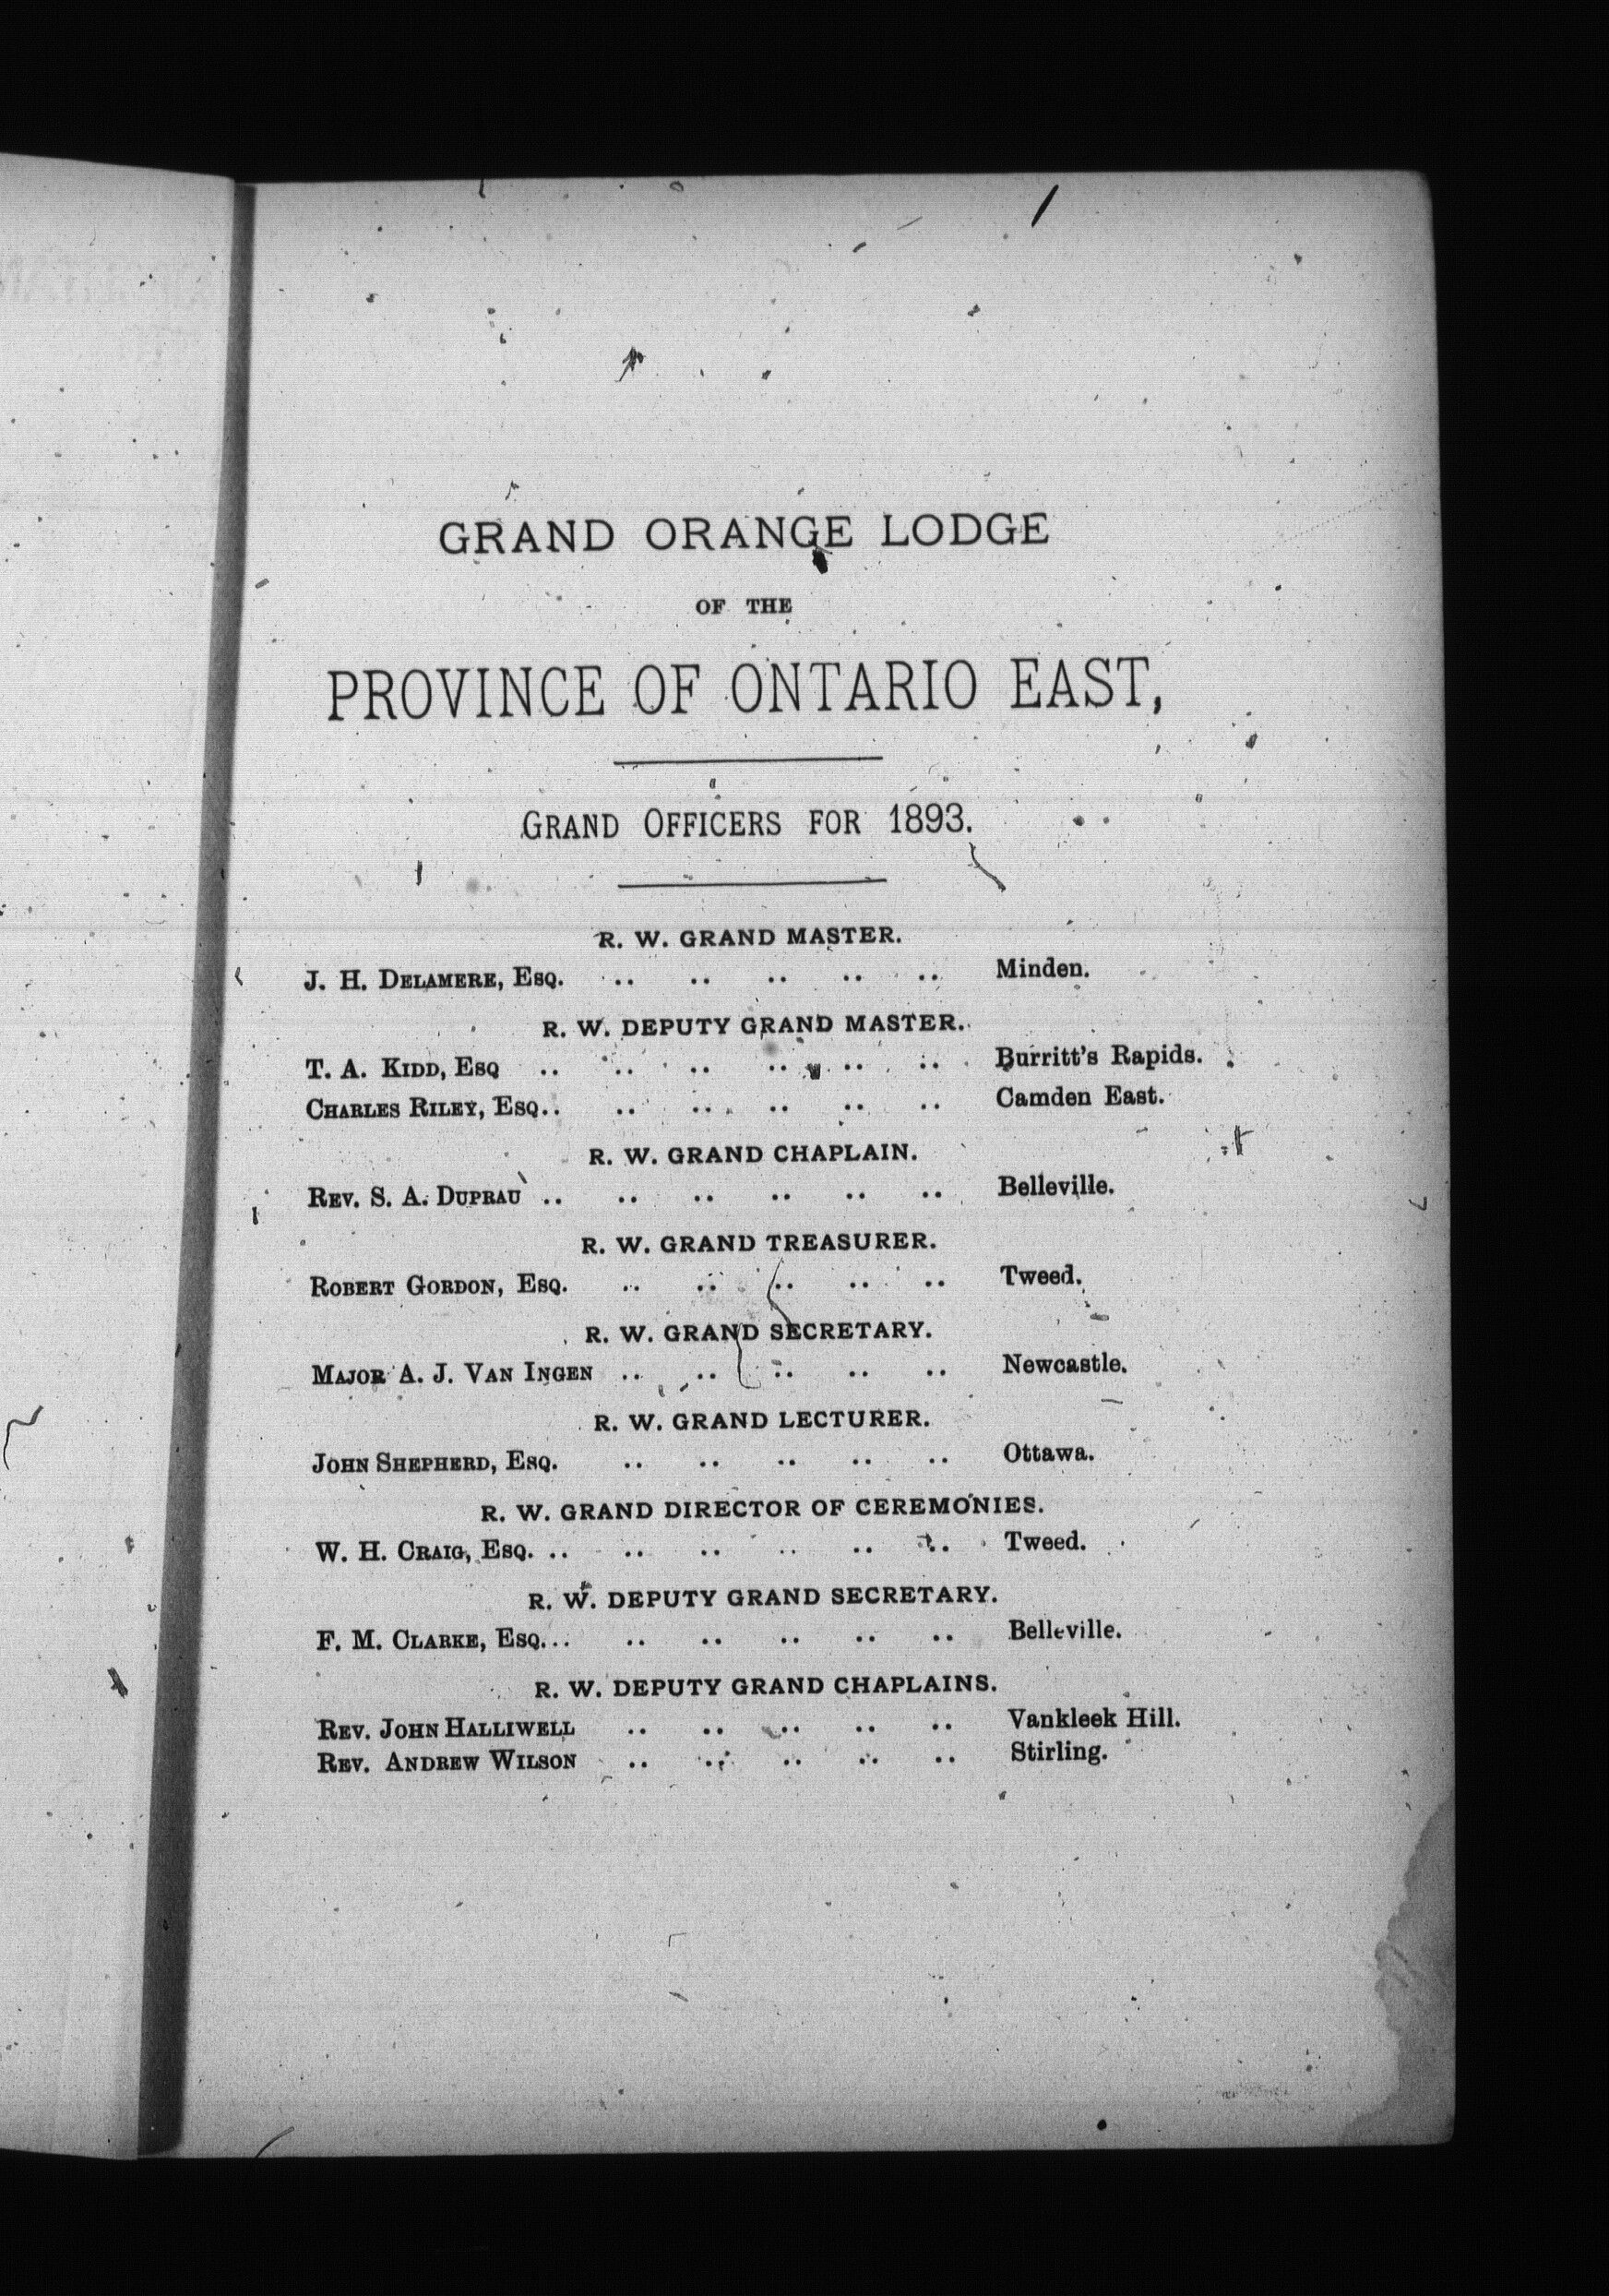 GRAND ORANGE LODGE
OF THE
PROVINCE OF ONTARIO EAST,
GRAND OFFICERS FOR 1893.
R. W. GRAND MASTER.
J. H. DELAMERE, ESQ. .. .. .. .. .. Minden.
R. W. DEPUTY GRAND MASTER.
T. A. KIDD, ESQ .. .. .. .. .. .. Burritt's Rapids.
CHARLES RILEY, ESQ.. .. .. .. .. .. Camden East.
R. W. GRAND CHAPLAIN.
REV. S. A. DUPRAU .. .. .. .. .. .. Belleville.
R. W. GRAND TREASURER.
ROBERT GORDON, ESQ. .. .. .. .. .. Tweed.
R. W. GRAND SECRETARY.
MAJOR A. J. VAN INGEN .. .. .. .. .. Newcastle.
R. W. GRAND LECTURER.
JOHN SHEPHERD, ESQ. .. .. .. .. .. Ottawa.
R. W. GRAND DIRECTOR OF CEREMONIES.
W. H. CRAIG, ESQ. .. .. .. .. .. .. Tweed.
R. W. DEPUTY GRAND SECRETARY.
F. M. CLARKE, ESQ... .. .. .. .. .. Belleville.
R. W. DEPUTY GRAND CHAPLAINS.
REV. JOHN HALLIWELL .. .. .. .. .. Vankleek Hill.
REV. ANDREW WILSON .. .. .. .. .. Stirling.